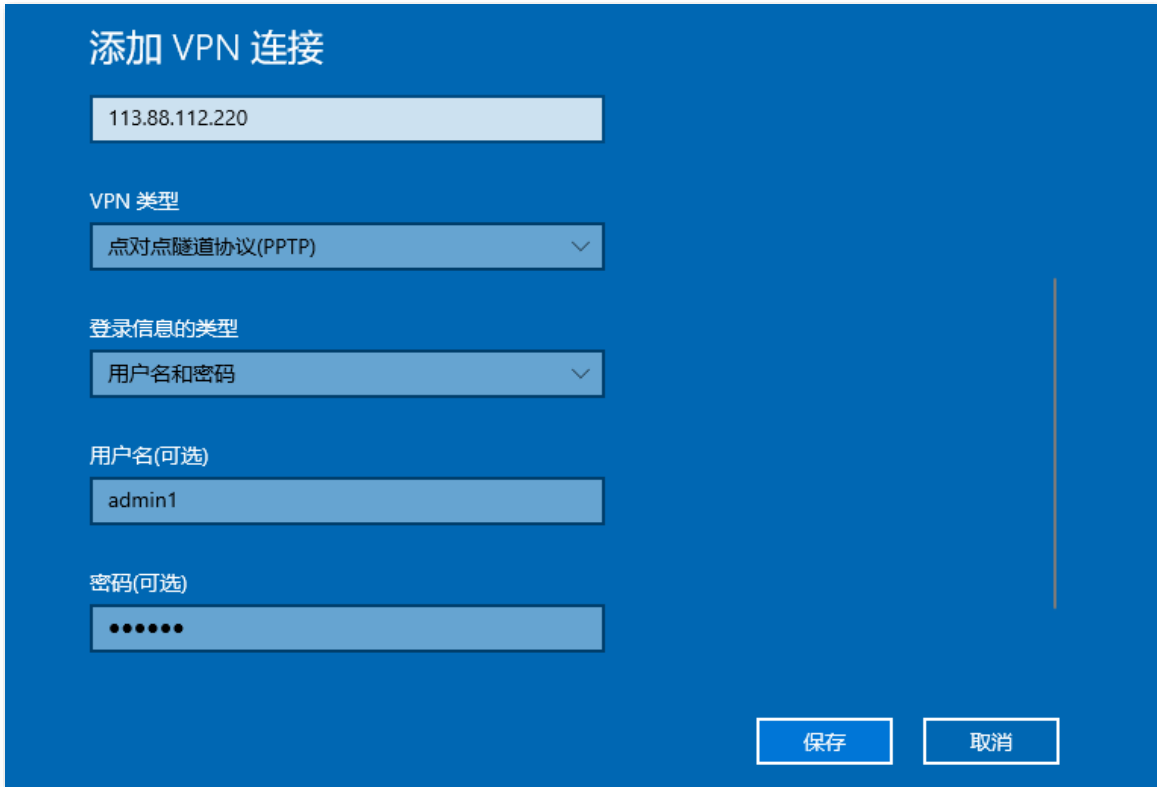 添加 VPN 连接
113.88.112.220
VPN 类型
点对点隧道协议(PPTP)
登录信息的类型
用户名和密码
用户名(可选)
admin1
密码(可选)
●●●●●●
保存
取消